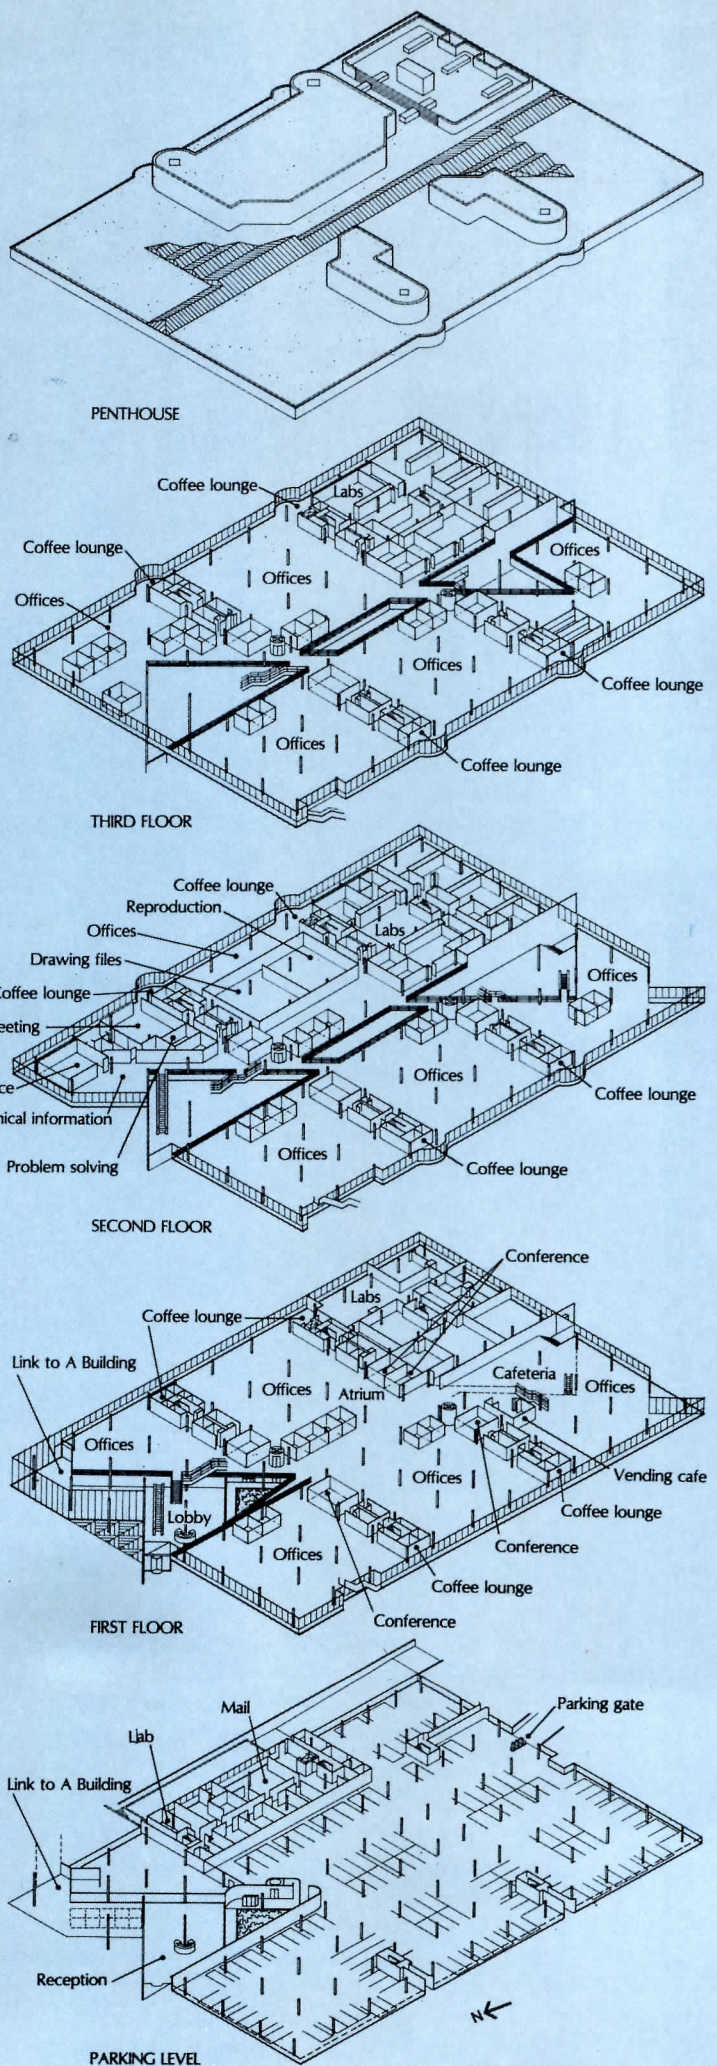 PENTHOUSE
Coffee lounge
Labs
Coffee lounge
Offices
Offices
Offices
Offices
Coffee lounge
Offices
Coffee lounge
THIRD FLOOR
Coffee lounge
Reproduction
Labs
Offices
Drawing files
Offices
Coffee lounge
eeting
Offices
Coffee lounge
ce
nical information
Offices
Coffee lounge
Problem solving
SECOND FLOOR
Conference
Labs
Coffee lounge
Link to A Building
Cafeteria
Offices
Offices
Atrium
Offices
Offices
Vending cafe
Lobby
Coffee lounge
Conference
Offices
Coffee lounge
Conference
FIRST FLOOR
Mail
Parking gate
Lab
Link to A Building
Reception
N
PARKING LEVEL